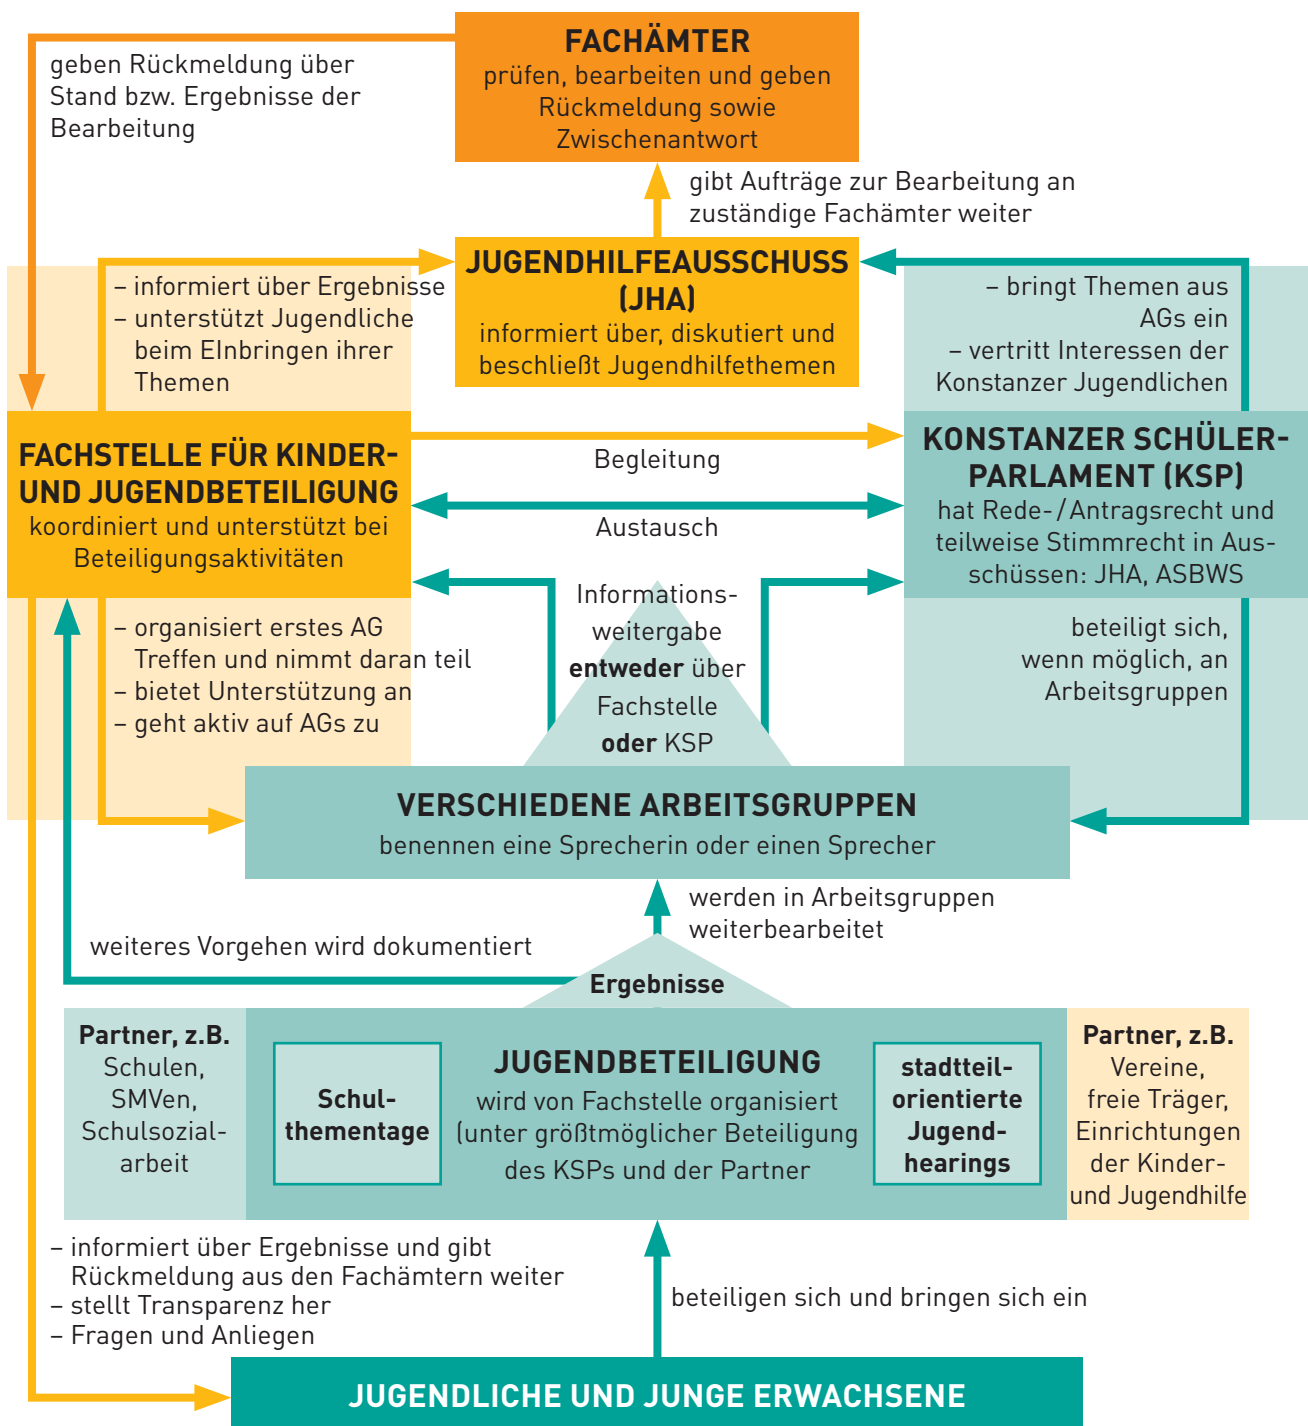 FACHÄMTER
prüfen, bearbeiten und geben
Rückmeldung sowie
Zwischenantwort
geben Rückmeldung über
Stand bzw. Ergebnisse der
Bearbeitung
gibt Aufträge zur Bearbeitung an
zuständige Fachämter weiter
JUGENDHILFEAUSSCHUSS
(JHA)
informiert über, diskutiert und
beschließt Jugendhilfethemen
– informiert über Ergebnisse
– unterstützt Jugendliche
beim EInbringen ihrer
Themen
– bringt Themen aus
AGs ein
– vertritt Interessen der
Konstanzer Jugendlichen
FACHSTELLE FÜR KINDER-
UND JUGENDBETEILIGUNG
koordiniert und unterstützt bei
Beteiligungsaktivitäten
Begleitung
Austausch
KONSTANZER SCHÜLER-
PARLAMENT (KSP)
hat Rede-/Antragsrecht und
teilweise Stimmrecht in Aus-
schüssen: JHA, ASBWS
– organisiert erstes AG
Treffen und nimmt daran teil
– bietet Unterstützung an
– geht aktiv auf AGs zu
Informations-
weitergabe
entweder über
Fachstelle
oder KSP
beteiligt sich,
wenn möglich, an
Arbeitsgruppen
VERSCHIEDENE ARBEITSGRUPPEN
benennen eine Sprecherin oder einen Sprecher
werden in Arbeitsgruppen
weiterbearbeitet
weiteres Vorgehen wird dokumentiert
Ergebnisse
Partner, z.B.
Schulen,
SMVen,
Schulsozial-
arbeit
Schul-
thementage
JUGENDBETEILIGUNG
wird von Fachstelle organisiert
(unter größtmöglicher Beteiligung
des KSPs und der Partner
stadtteil-
orientierte
Jugend-
hearings
Partner, z.B.
Vereine,
freie Träger,
Einrichtungen
der Kinder-
und Jugendhilfe
– informiert über Ergebnisse und gibt
Rückmeldung aus den Fachämtern weiter
– stellt Transparenz her
– Fragen und Anliegen
beteiligen sich und bringen sich ein
JUGENDLICHE UND JUNGE ERWACHSENE